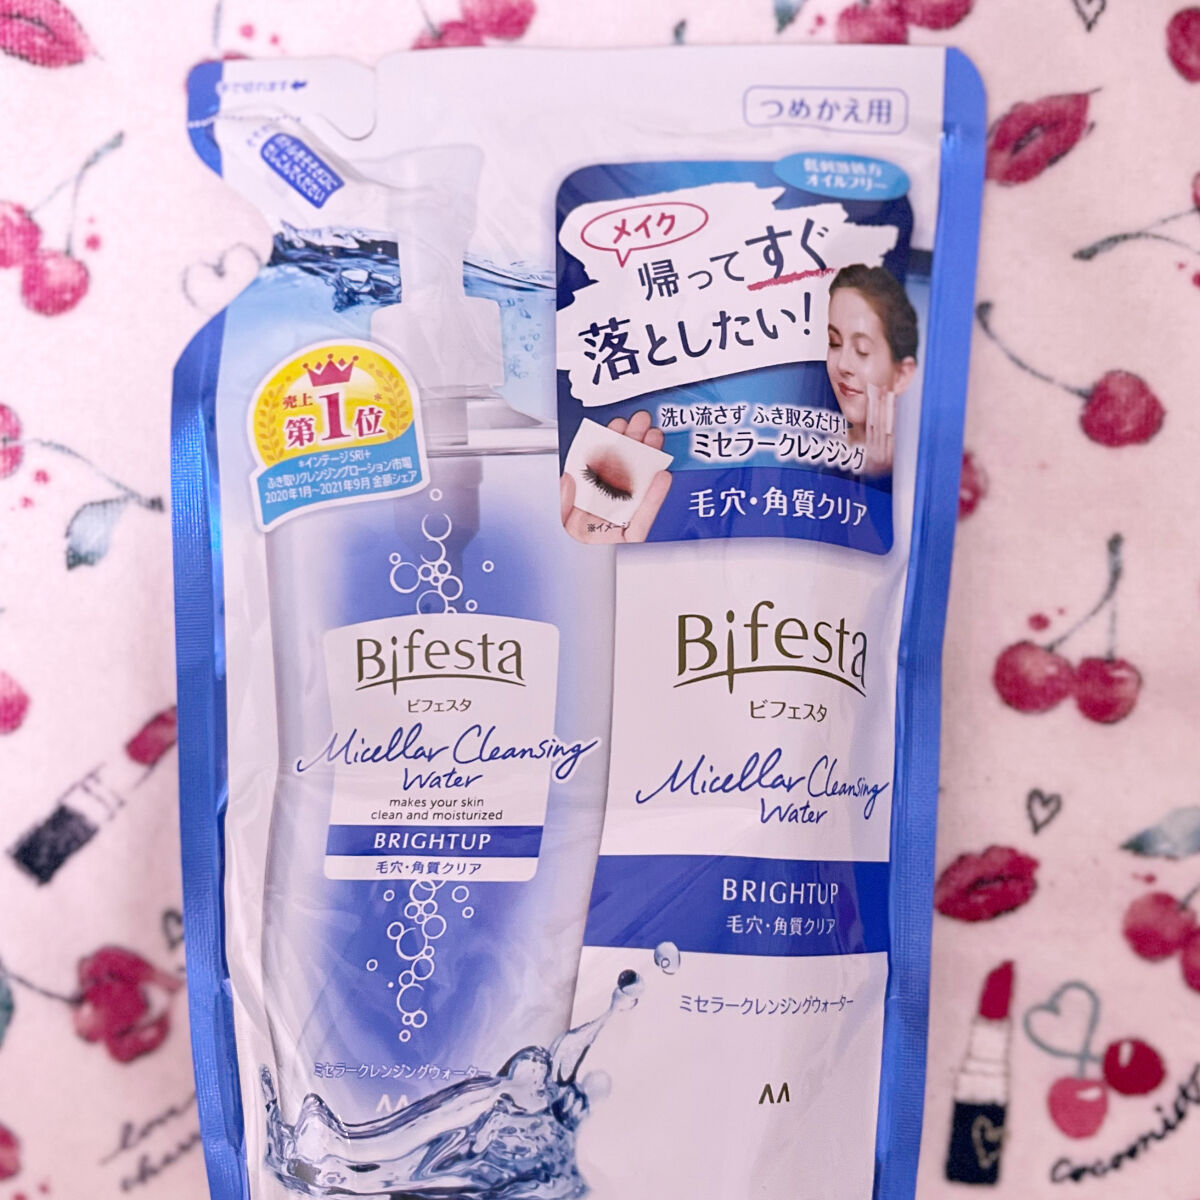 で切れます
つめかえ用
低刺激処方
オイルフリー
メイク
帰ってすぐ
落としたい!
売上
第1位*
*インテージSRI+
ふき取りクレンジングローション市場
2020年1月~2021年9月 金額シェア
洗い流さず ふき取るだけ!
ミセラークレンジング
※イメージ
毛穴・角質クリア
Bifesta
ビフェスタ
Micellar Cleansing
Water
makes your skin
clean and moisturized
BRIGHTUP
毛穴・角質クリア
ミセラークレンジングウォーター
Bifesta
ビフェスタ
Micellar Cleansing
Water
BRIGHTUP
毛穴・角質クリア
ミセラークレンジングウォーター
cocoonist